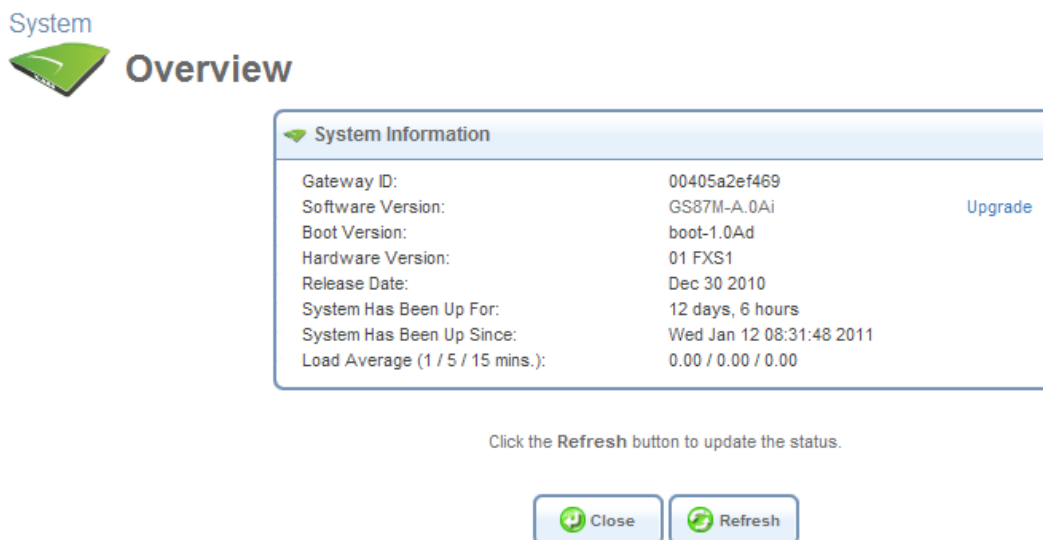 System
Overview
System Information
Gateway ID: 00405a2ef469
Software Version: GS87M-A.0Ai Upgrade
Boot Version: boot-1.0Ad
Hardware Version: 01 FXS1
Release Date: Dec 30 2010
System Has Been Up For: 12 days, 6 hours
System Has Been Up Since: Wed Jan 12 08:31:48 2011
Load Average (1 / 5 / 15 mins.): 0.00 / 0.00 / 0.00
Click the Refresh button to update the status.
Close Refresh